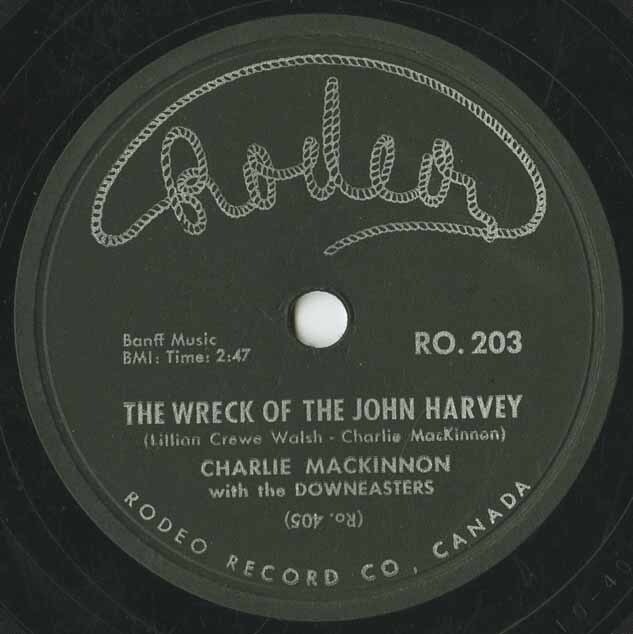 Rodeo
Banff Music
BMI: Time: 2:47
RO. 203
THE WRECK OF THE JOHN HARVEY
(Lillian Crewe Walsh - Charlie MacKinnon)
CHARLIE MACKINNON
with the DOWNEASTERS
(Ro. 405)
RODEO RECORD CO., CANADA